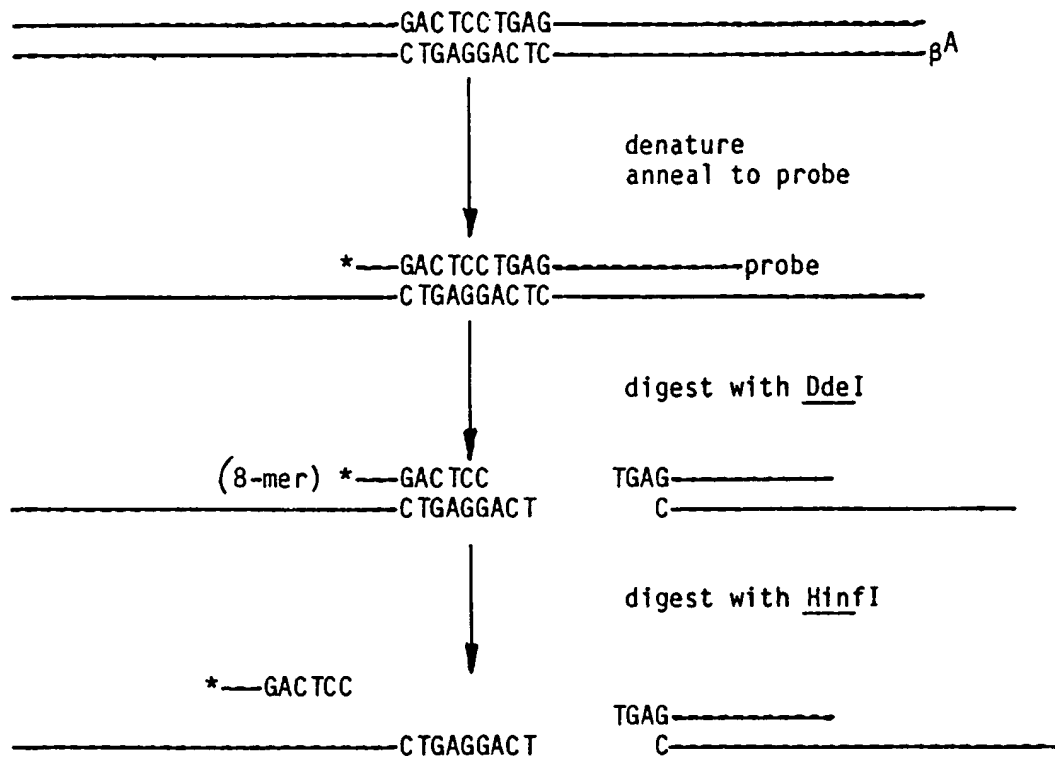 GACTCCTGAG
CTGAGGACTC βA
denature
anneal to probe
*GACTCCTGAG probe
CTGAGGACTC
digest with DdeI
(8-mer) *GACTCC TGAG
CTGAGGACT C
digest with HinfI
*GACTCC
TGAG
CTGAGGACT C